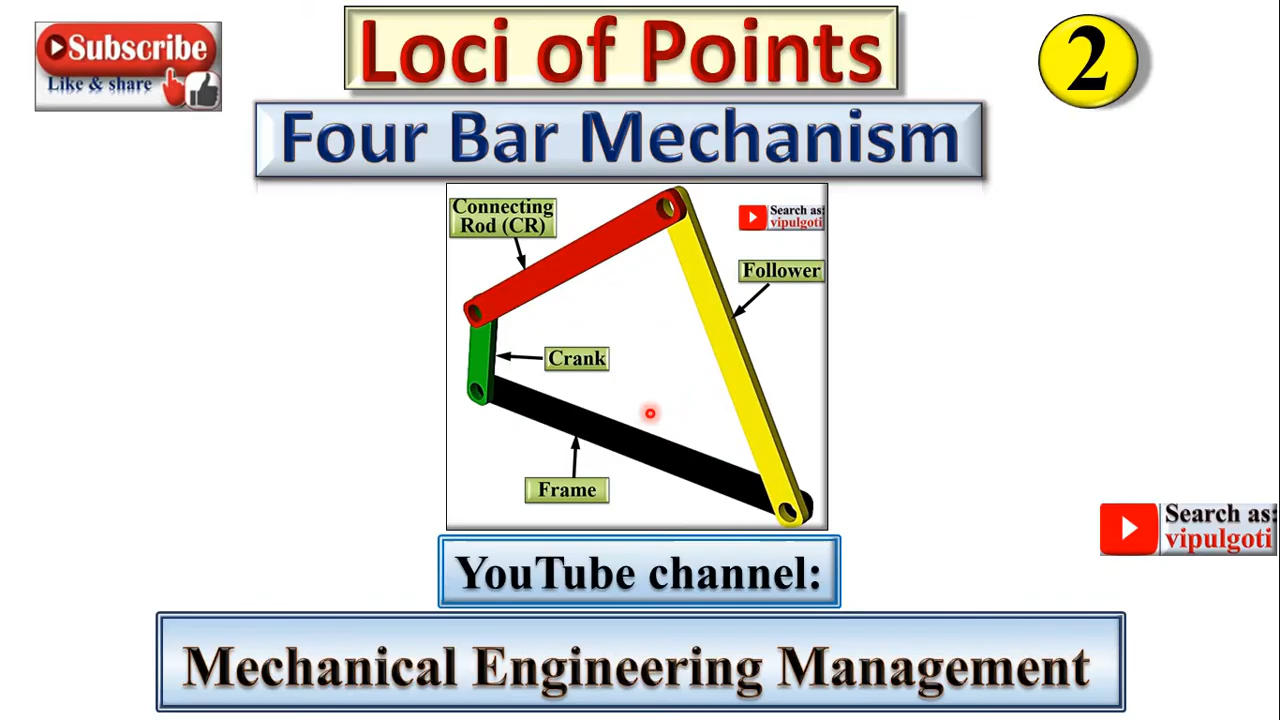 Subscribe
Like & share
Loci of Points
2
Four Bar Mechanism
Connecting
Rod (CR)
Search as:
vipulgoti
Follower
Crank
Frame
Search as:
vipulgoti
YouTube channel:
Mechanical Engineering Management